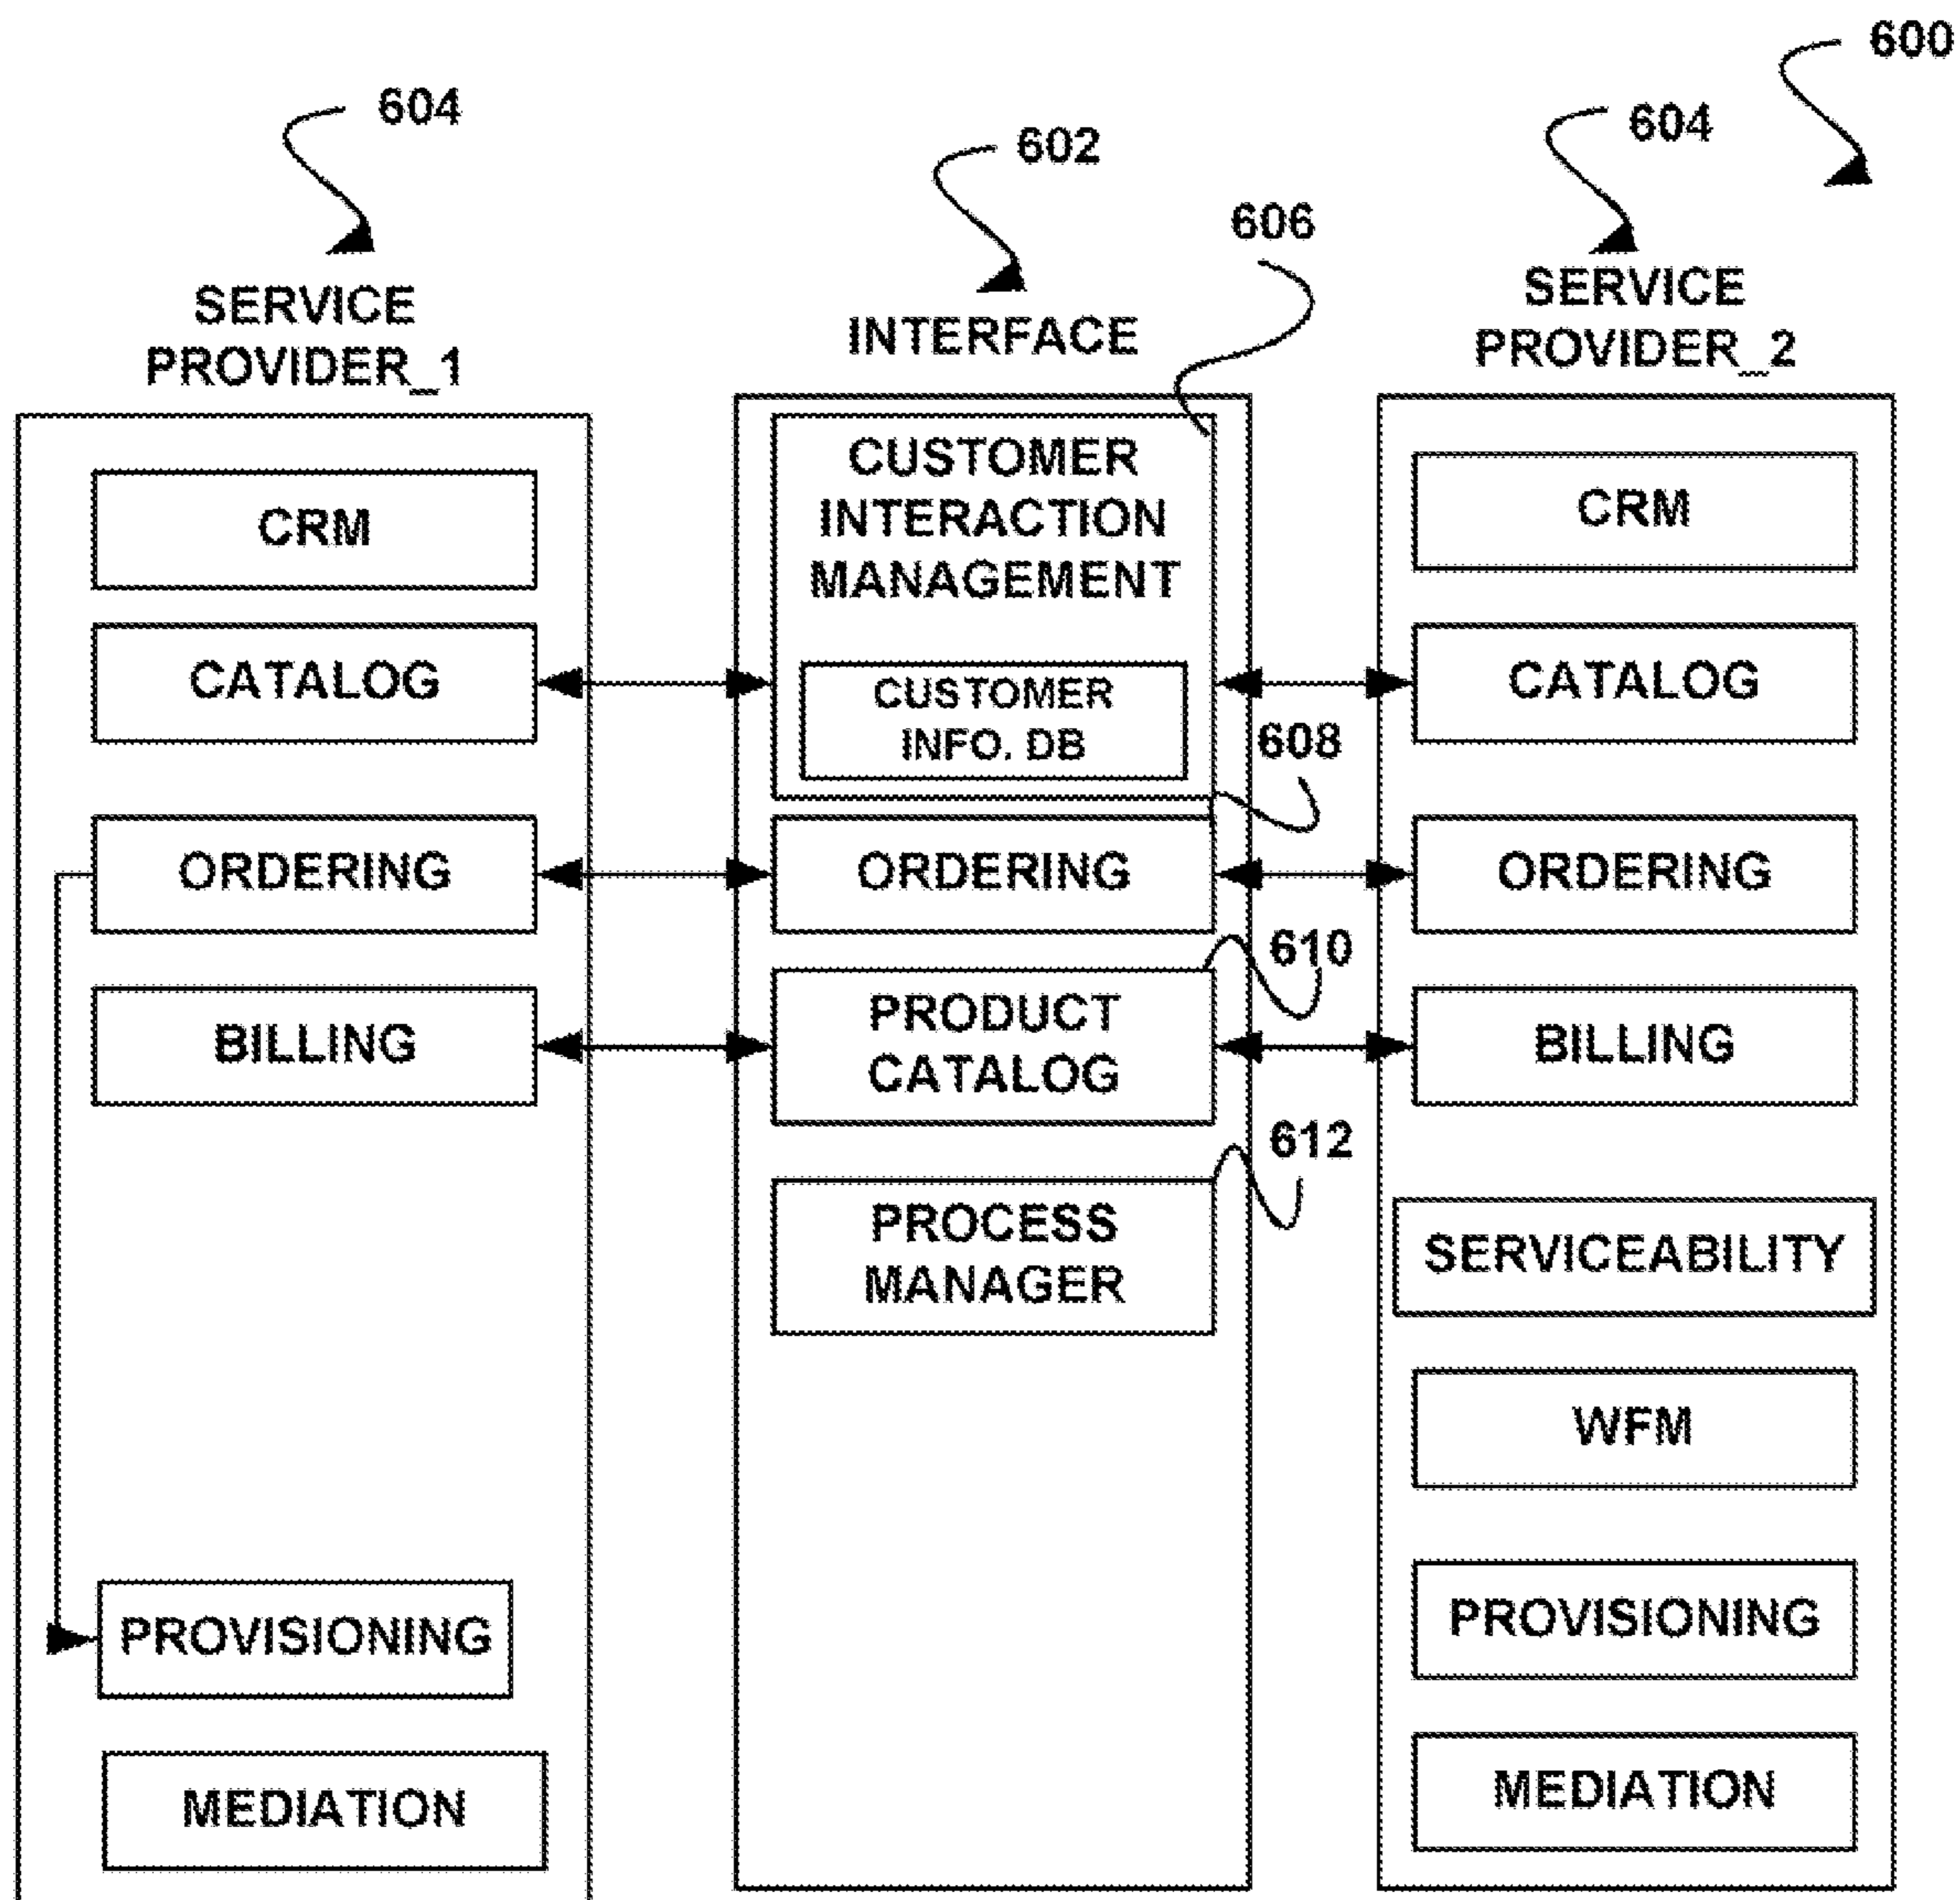 600
604
602
604
606
SERVICE
PROVIDER_1
INTERFACE
SERVICE
PROVIDER_2
CRM
CATALOG
ORDERING
BILLING
PROVISIONING
MEDIATION
CUSTOMER
INTERACTION
MANAGEMENT
CUSTOMER
INFO. DB
608
ORDERING
610
PRODUCT
CATALOG
612
PROCESS
MANAGER
CRM
CATALOG
ORDERING
BILLING
SERVICEABILITY
WFM
PROVISIONING
MEDIATION